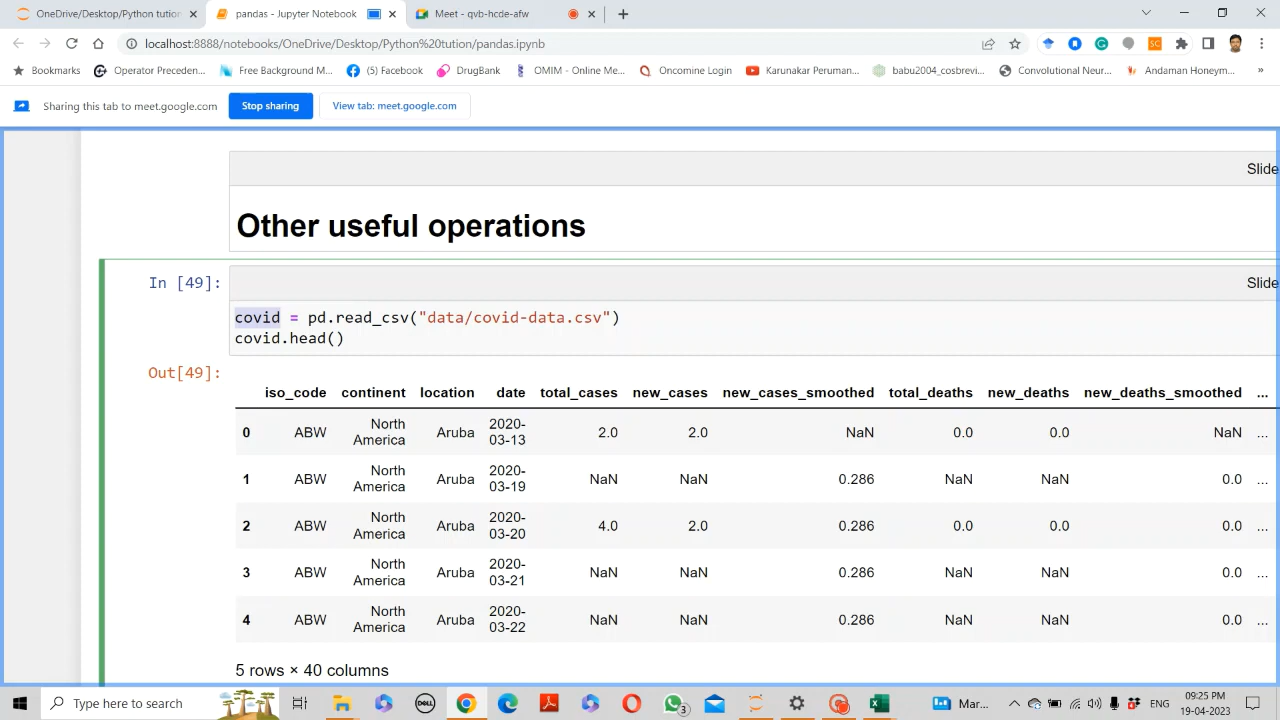 OneDrive/Desktop/Python tution
pandas - Jupyter Notebook
Meet - qvb-hcde-afw
localhost:8888/notebooks/OneDrive/Desktop/Python%20tution/pandas.ipynb
Bookmarks
Operator Preceden...
Free Background M...
(5) Facebook
DrugBank
OMIM - Online Me...
Oncomine Login
Karunakar Peruman...
babu2004_cosbrevi...
Convolutional Neur...
Andaman Honeym...
»
Sharing this tab to meet.google.com
Stop sharing
View tab: meet.google.com
Slide
Other useful operations
In [49]:
Slide
covid = pd.read_csv("data/covid-data.csv")
covid.head()
Out[49]:
iso_code continent location date total_cases new_cases new_cases_smoothed total_deaths new_deaths new_deaths_smoothed ...
0 ABW North America Aruba 2020-03-13 2.0 2.0 NaN 0.0 0.0 NaN ...
1 ABW North America Aruba 2020-03-19 NaN NaN 0.286 NaN NaN 0.0 ...
2 ABW North America Aruba 2020-03-20 4.0 2.0 0.286 0.0 0.0 0.0 ...
3 ABW North America Aruba 2020-03-21 NaN NaN 0.286 NaN NaN 0.0 ...
4 ABW North America Aruba 2020-03-22 NaN NaN 0.286 NaN NaN 0.0 ...
5 rows × 40 columns
Type here to search
DELL
3
Mar...
09:25 PM
19-04-2023